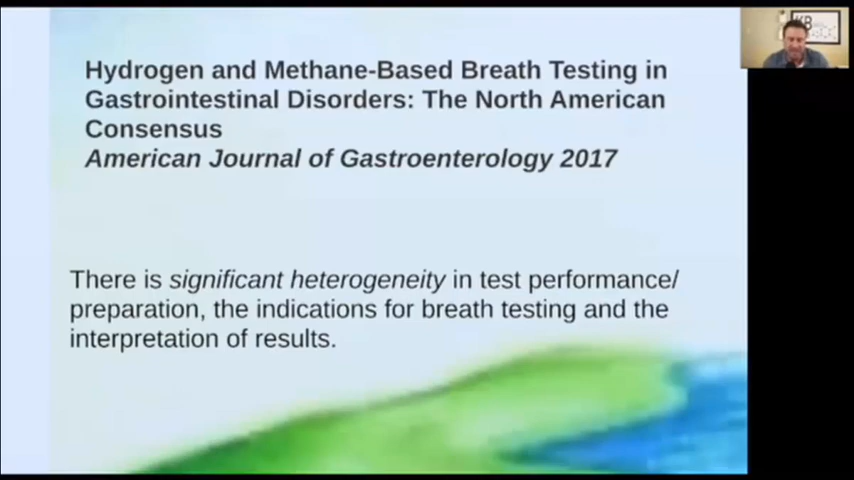 KB
Hydrogen and Methane-Based Breath Testing in
Gastrointestinal Disorders: The North American
Consensus
American Journal of Gastroenterology 2017
There is significant heterogeneity in test performance/
preparation, the indications for breath testing and the
interpretation of results.